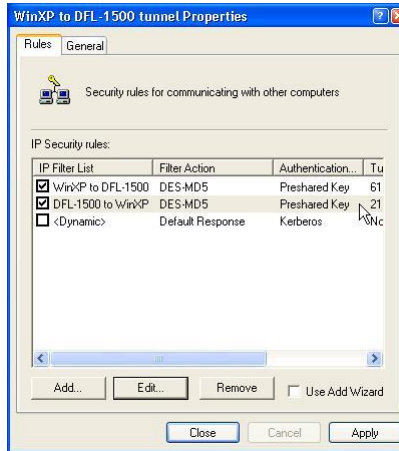 WinXP to DFL-1500 tunnel Properties
Rules General
Security rules for communicating with other computers
IP Security rules:
IP Filter List Filter Action Authentication... Tu
WinXP to DFL-1500 DES-MD5 Preshared Key 61
DFL-1500 to WinXP DES-MD5 Preshared Key 21
<Dynamic> Default Response Kerberos Nc
Add... Edit... Remove Use Add Wizard
Close Cancel Apply